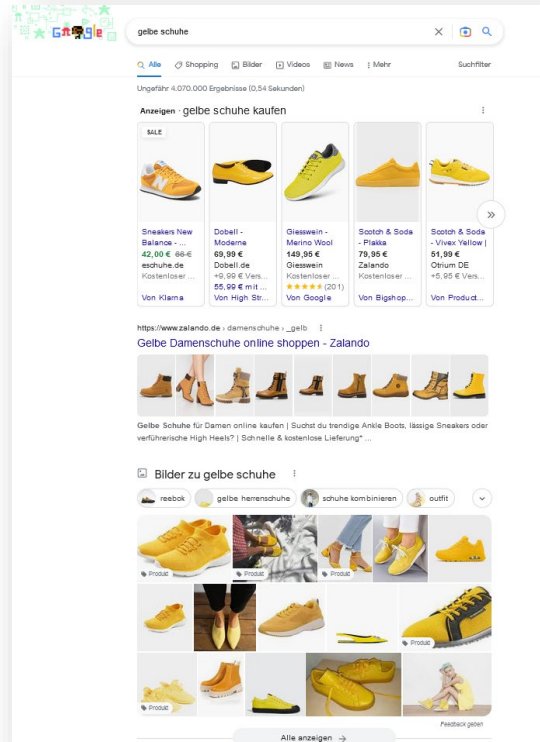 Google
gelbe schuhe
Alle Shopping Bilder Videos News Mehr Suchfilter
Ungefähr 4.070.000 Ergebnisse (0,54 Sekunden)
Anzeigen · gelbe schuhe kaufen
SALE
Sneakers New
Balance - ...
42,00 € 66 €
eschuhe.de
Kostenloser ...
Von Klarna
Dobell -
Moderne
69,99 €
Dobell.de
+9,99 € Vers...
55,99 € mit ...
Von High Str...
Giesswein -
Merino Wool
149,95 €
Giesswein
Kostenloser ...
(201)
Von Google
Scotch & Soda
- Plakka
79,95 €
Zalando
Kostenloser ...
Von Bigshop...
Scotch & Soda
- Vivex Yellow |
51,99 €
Otrium DE
+5,95 € Vers...
Von Product...
https://www.zalando.de › damenschuhe › _gelb
Gelbe Damenschuhe online shoppen - Zalando
Gelbe Schuhe für Damen online kaufen | Suchst du trendige Ankle Boots, lässige Sneakers oder
verführerische High Heels? | Schnelle & kostenlose Lieferung* ...
Bilder zu gelbe schuhe
reebok gelbe herrenschuhe schuhe kombinieren outfit
Produkt Produkt Produkt
Produkt
Produkt
Feedback geben
Alle anzeigen →